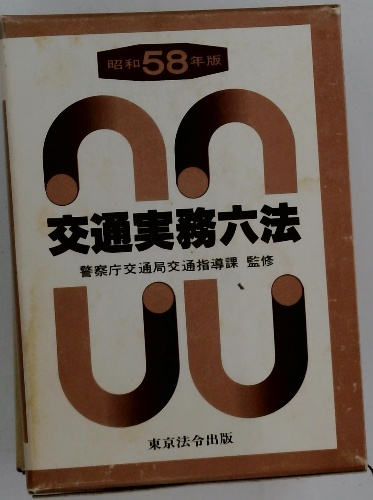 昭和58年版
交通実務六法
警察庁交通局交通指導課 監修
東京法令出版